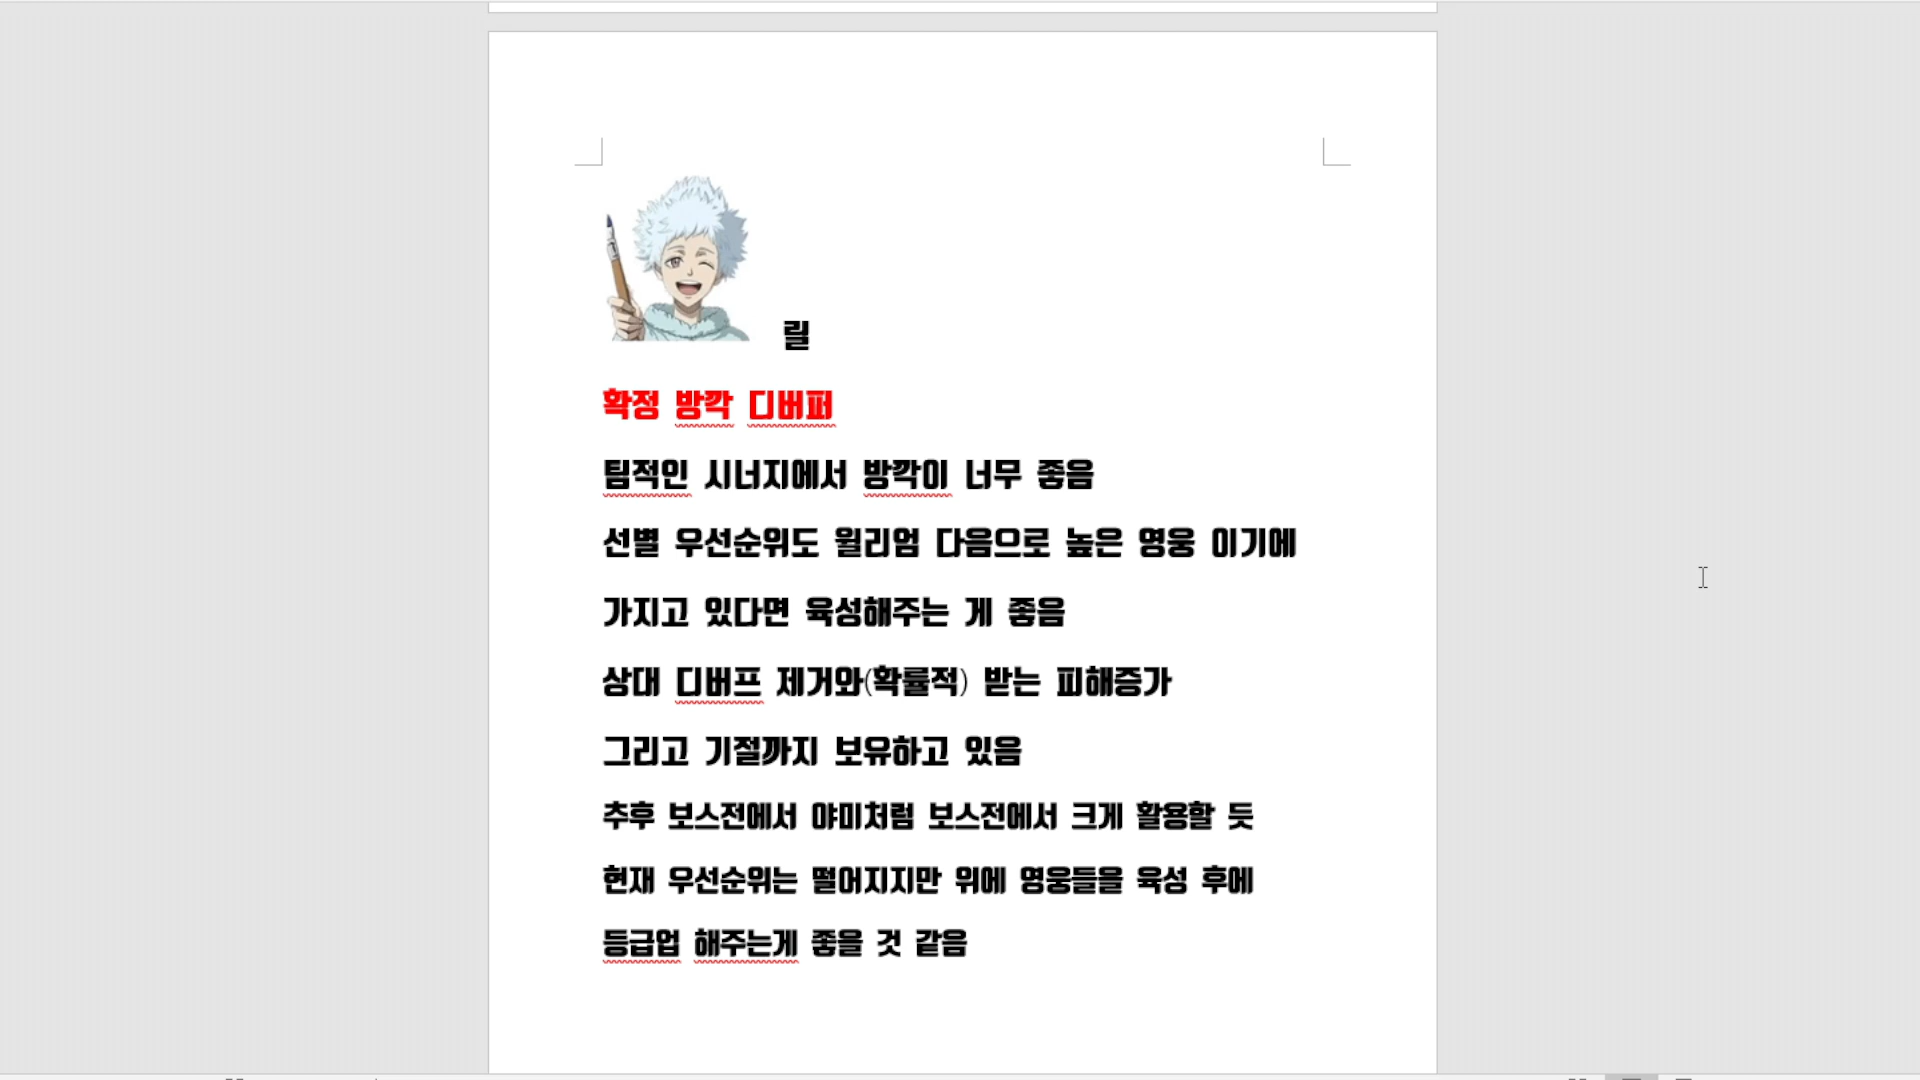 릴
확정 방깍 디버퍼
팀적인 시너지에서 방깍이 너무 좋음
선별 우선순위도 윌리엄 다음으로 높은 영웅 이기에
가지고 있다면 육성해주는 게 좋음
상대 디버프 제거와(확률적) 받는 피해증가
그리고 기절까지 보유하고 있음
추후 보스전에서 야미처럼 보스전에서 크게 활용할 듯
현재 우선순위는 떨어지지만 위에 영웅들을 육성 후에
등급업 해주는게 좋을 것 같음